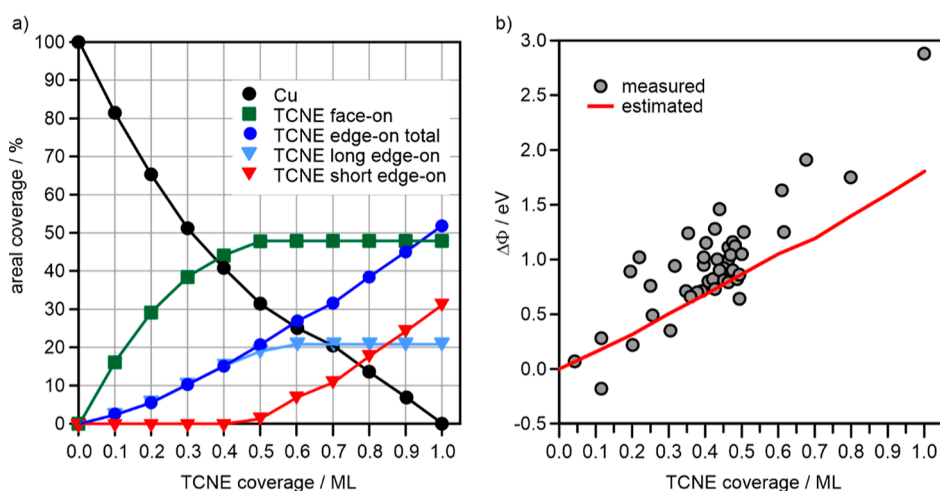 a)
areal coverage / %
100
90
80
70
60
50
40
30
20
10
0
Cu
TCNE face-on
TCNE edge-on total
TCNE long edge-on
TCNE short edge-on
0.0 0.1 0.2 0.3 0.4 0.5 0.6 0.7 0.8 0.9 1.0
TCNE coverage / ML
b)
ΔΦ / eV
3.0
2.5
2.0
1.5
1.0
0.5
0.0
-0.5
measured
estimated
0.0 0.1 0.2 0.3 0.4 0.5 0.6 0.7 0.8 0.9 1.0
TCNE coverage / ML